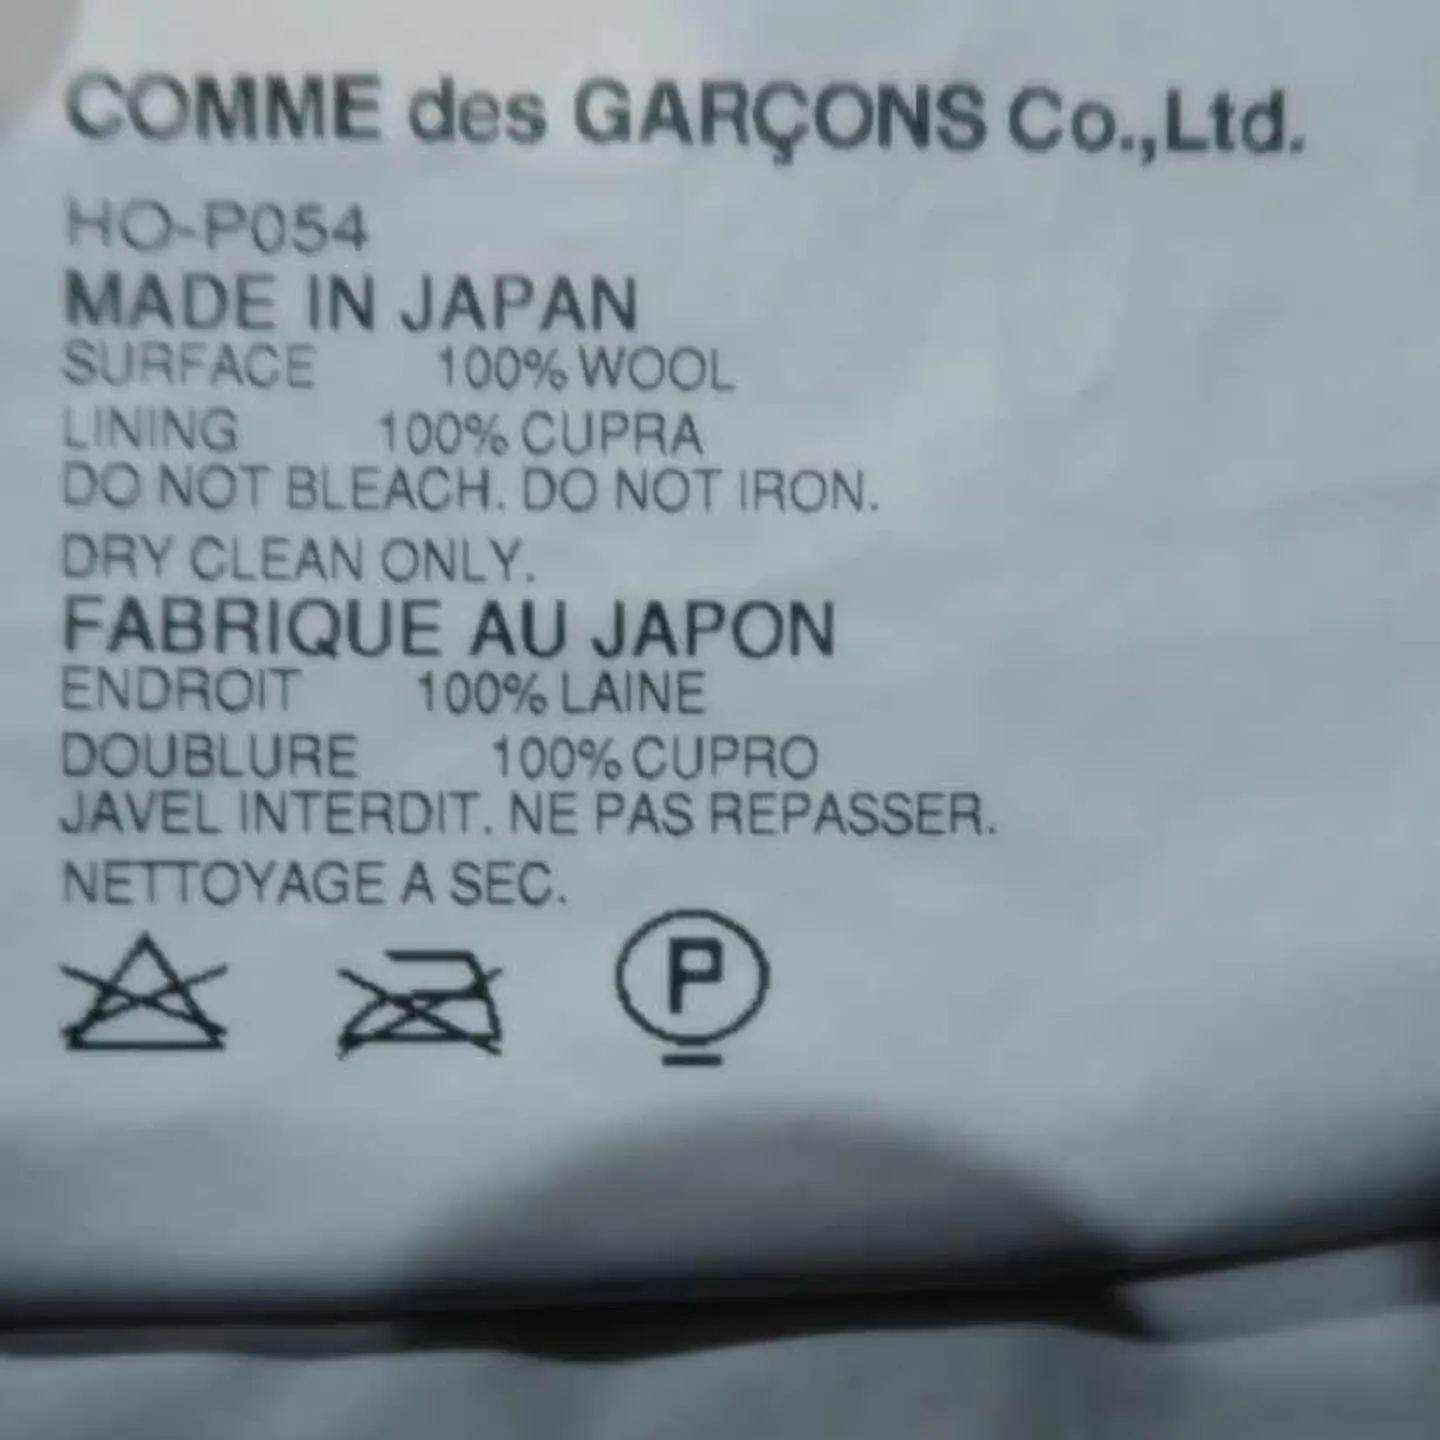 COMME des GARÇONS Co.,Ltd.
HO-P054
MADE IN JAPAN
SURFACE 100% WOOL
LINING 100% CUPRA
DO NOT BLEACH. DO NOT IRON.
DRY CLEAN ONLY.
FABRIQUE AU JAPON
ENDROIT 100% LAINE
DOUBLURE 100% CUPRO
JAVEL INTERDIT. NE PAS REPASSER.
NETTOYAGE A SEC.
P